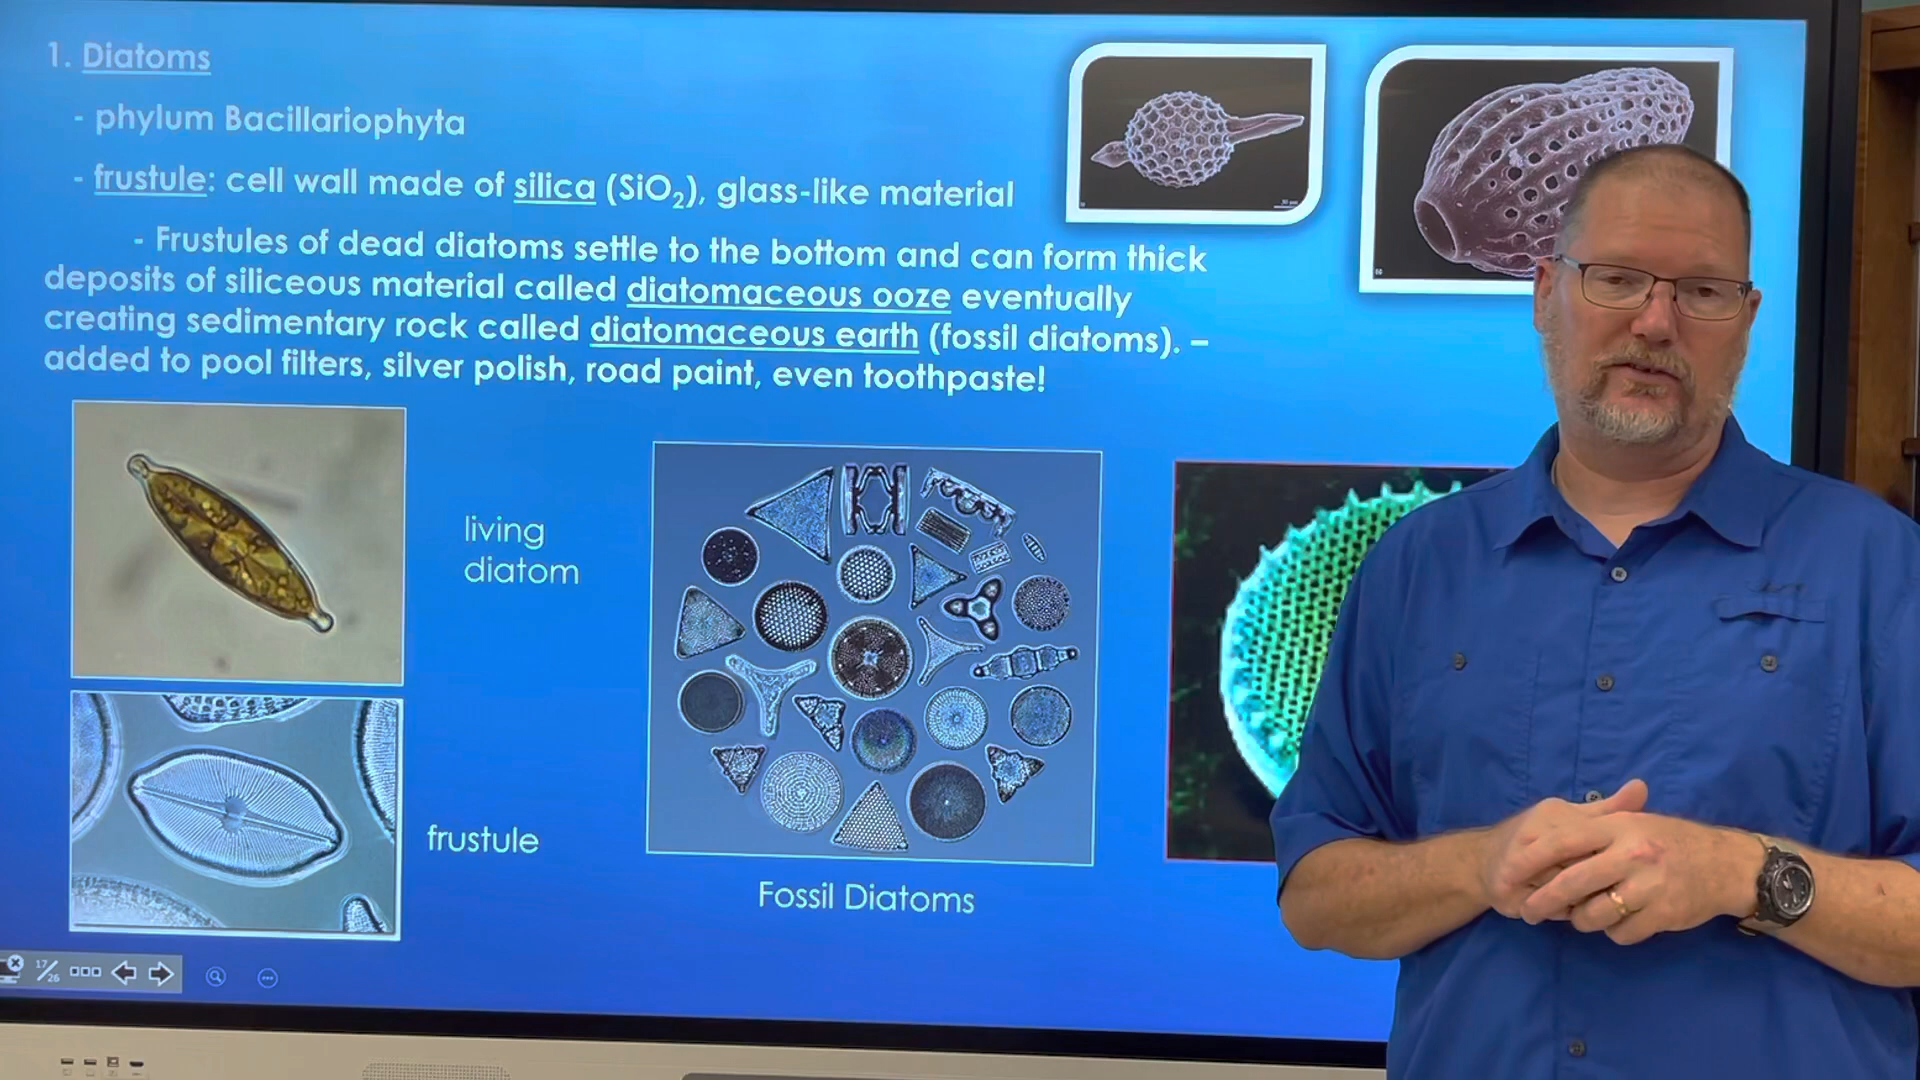 1. Diatoms
- phylum Bacillariophyta
- frustule: cell wall made of silica (SiO₂), glass-like material
- Frustules of dead diatoms settle to the bottom and can form thick
deposits of siliceous material called diatomaceous ooze eventually
creating sedimentary rock called diatomaceous earth (fossil diatoms). –
added to pool filters, silver polish, road paint, even toothpaste!
living
diatom
frustule
Fossil Diatoms
17/26